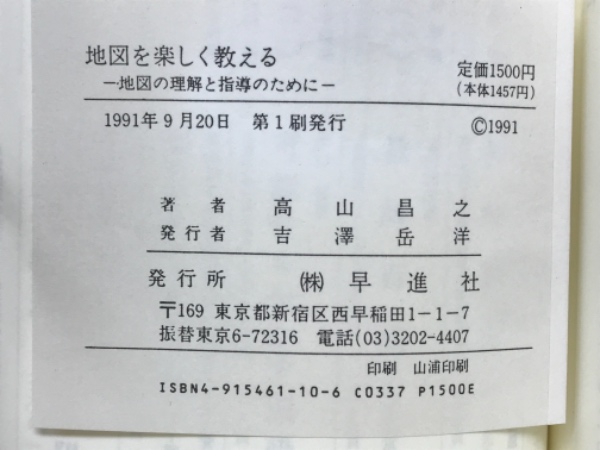 地図を楽しく教える
―地図の理解と指導のために―
定価1500円
(本体1457円)
1991年9月20日 第1刷発行 ©1991
著者 高山昌之
発行者 吉澤岳洋
発行所 ㈱早進社
〒169 東京都新宿区西早稲田1-1-7
振替東京6-72316 電話(03)3202-4407
印刷 山浦印刷
ISBN4-915461-10-6 C0337 P1500E